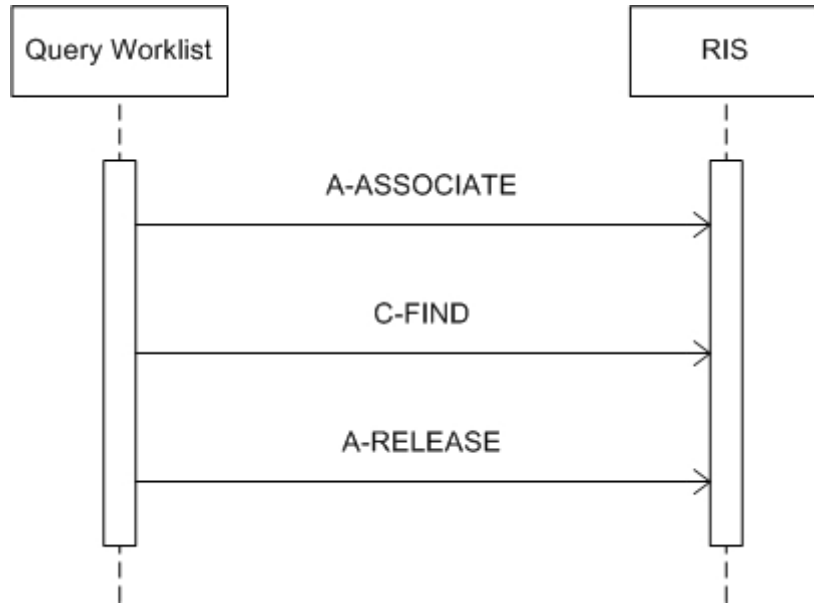 Query Worklist
RIS
A-ASSOCIATE
C-FIND
A-RELEASE